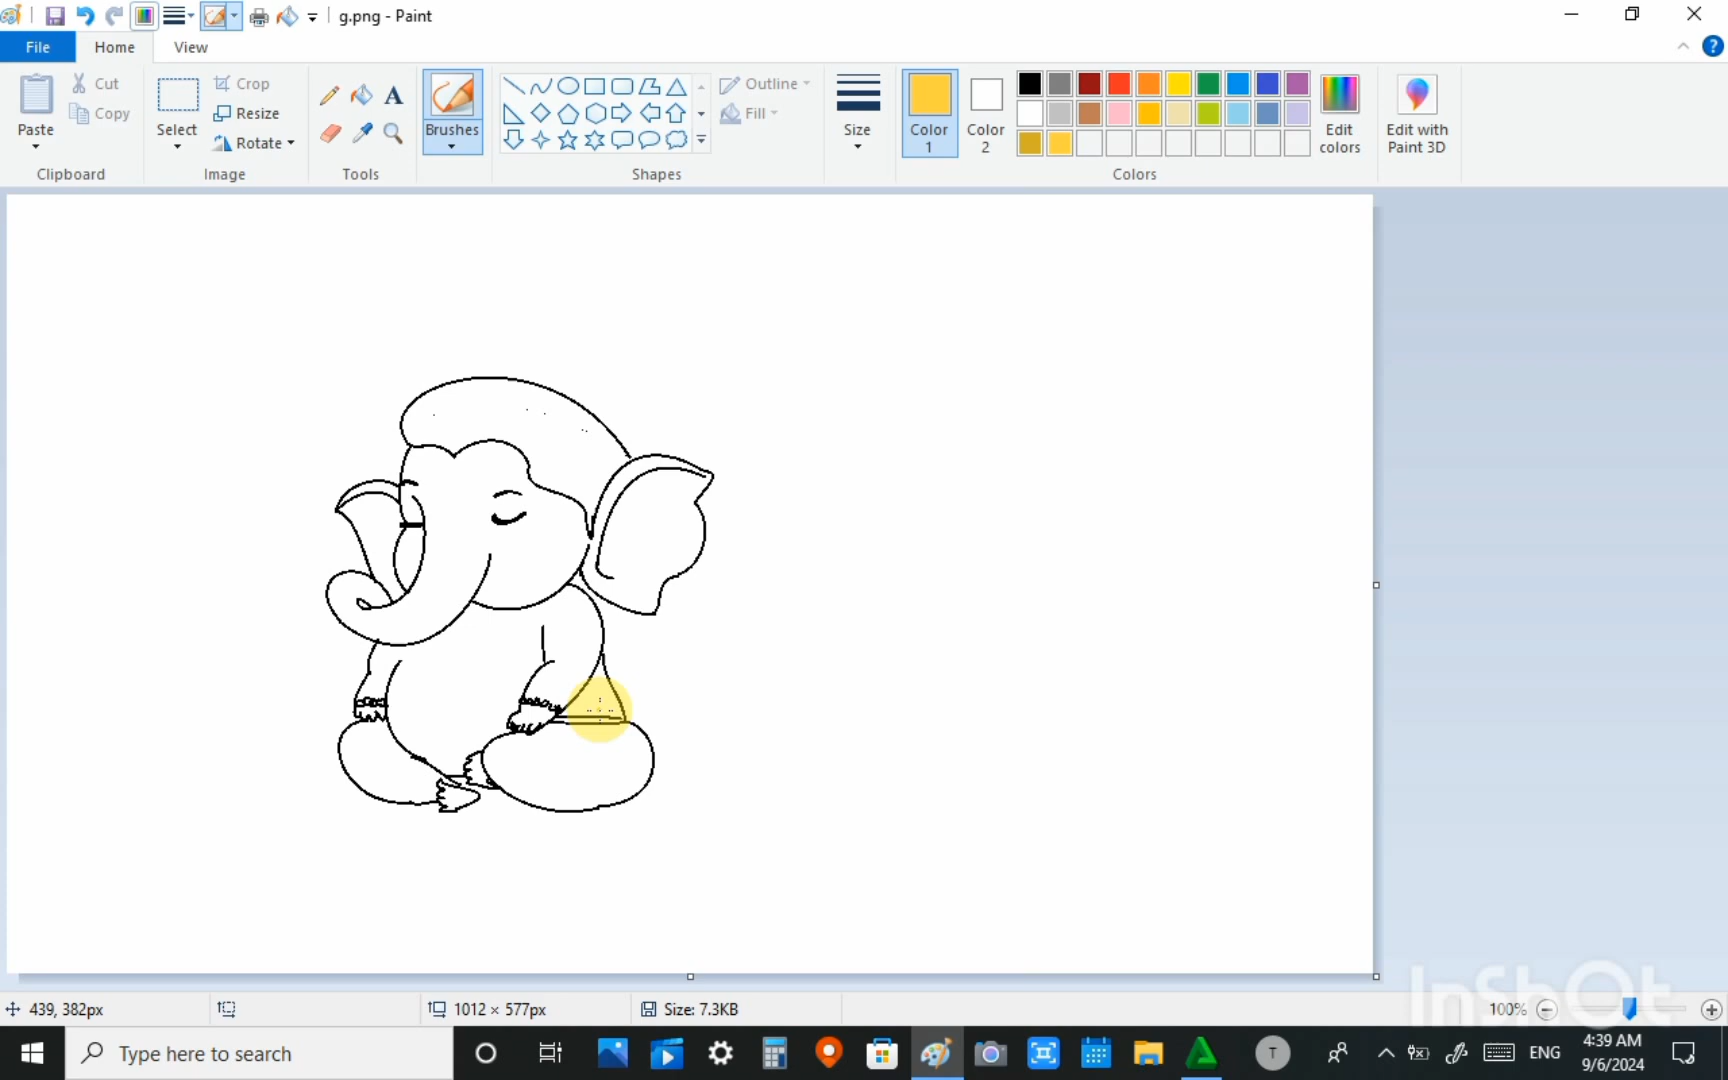 g.png - Paint
File Home View
Paste
Cut
Copy
Clipboard
Select
Crop
Resize
Rotate
Image
Tools
Brushes
Shapes
Outline
Fill
Size
Color 1
Color 2
Edit colors
Colors
Edit with Paint 3D
439, 382px
1012 × 577px
Size: 7.3KB
100%
InShOt
Type here to search
T
ENG
4:39 AM
9/6/2024